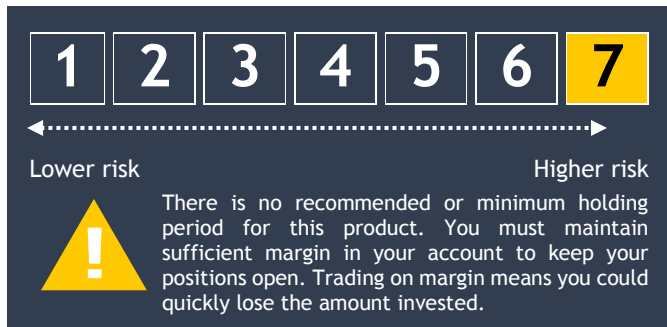 1 2 3 4 5 6 7
Lower risk Higher risk
!
There is no recommended or minimum holding
period for this product. You must maintain
sufficient margin in your account to keep your
positions open. Trading on margin means you could
quickly lose the amount invested.